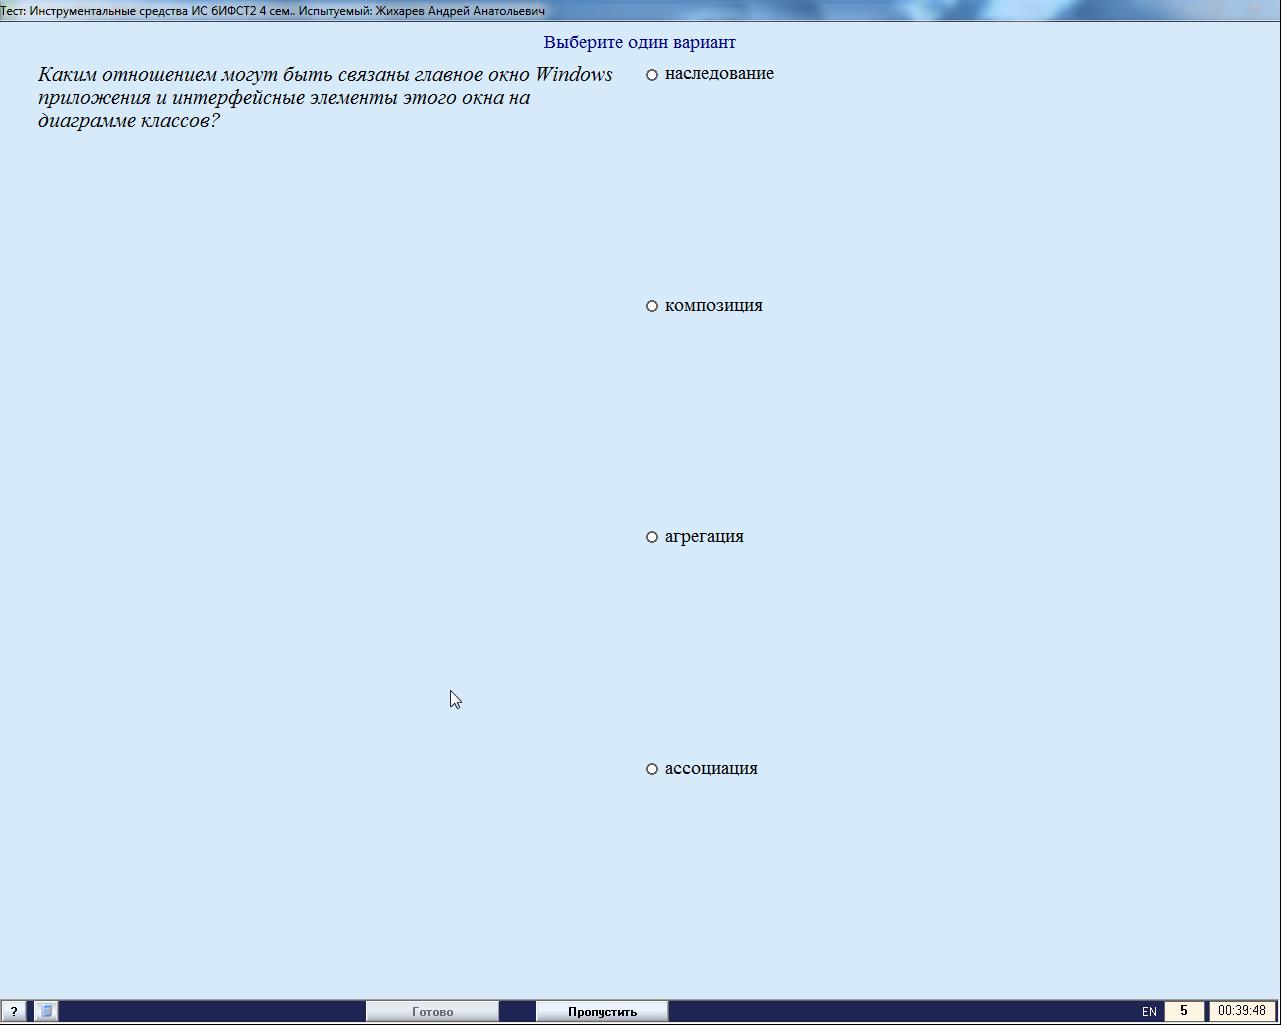 Тест: Инструментальные средства ИС бИФСТ2 4 сем.. Испытуемый: Жихарев Андрей Анатольевич
Выберите один вариант
Каким отношением могут быть связаны главное окно Windows
приложения и интерфейсные элементы этого окна на
диаграмме классов?
наследование
композиция
агрегация
ассоциация
? Готово Пропустить EN 5 00:39:48